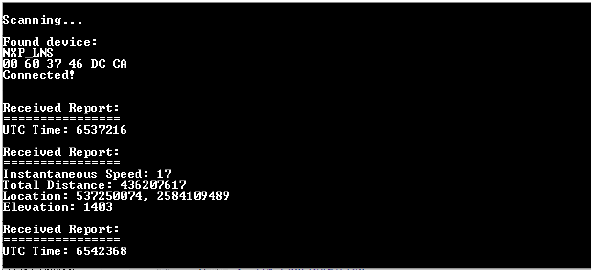 Scanning...
Found device:
NXP_LNS
00 60 37 46 DC CA
Connected!
Received Report:
================
UTC Time: 6537216
Received Report:
================
Instantaneous Speed: 17
Total Distance: 436207617
Location: 537250074, 2584109489
Elevation: 1403
Received Report:
================
UTC Time: 6542368